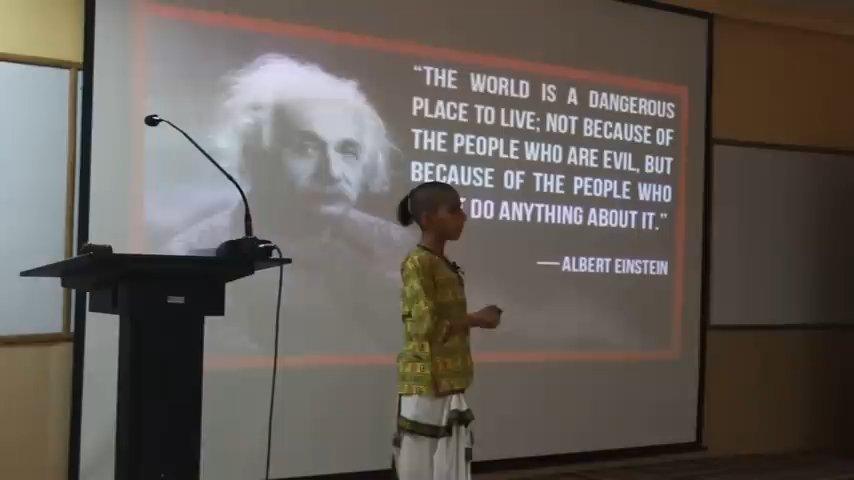 “THE WORLD IS A DANGEROUS
PLACE TO LIVE; NOT BECAUSE OF
THE PEOPLE WHO ARE EVIL, BUT
BECAUSE OF THE PEOPLE WHO
DO ANYTHING ABOUT IT.”
—ALBERT EINSTEIN